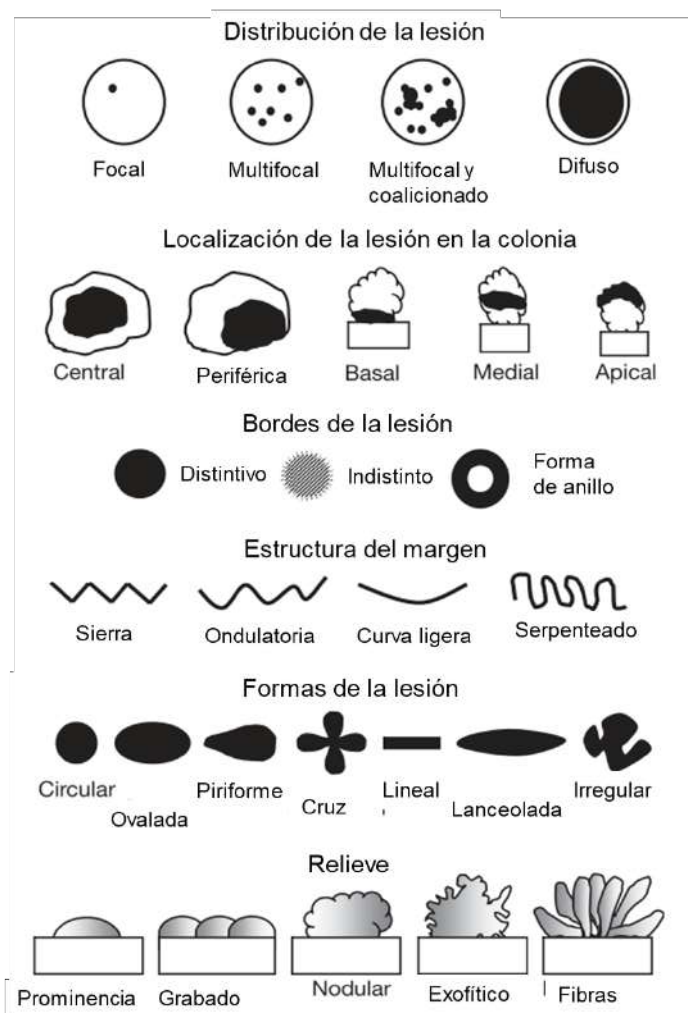 Distribución de la lesión
Focal
Multifocal
Multifocal y
coalicionado
Difuso
Localización de la lesión en la colonia
Central
Periférica
Basal
Medial
Apical
Bordes de la lesión
Distintivo
Indistinto
Forma
de anillo
Estructura del margen
Sierra
Ondulatoria
Curva ligera
Serpenteado
Formas de la lesión
Circular
Ovalada
Piriforme
Cruz
Lineal
Lanceolada
Irregular
Relieve
Prominencia
Grabado
Nodular
Exofítico
Fibras